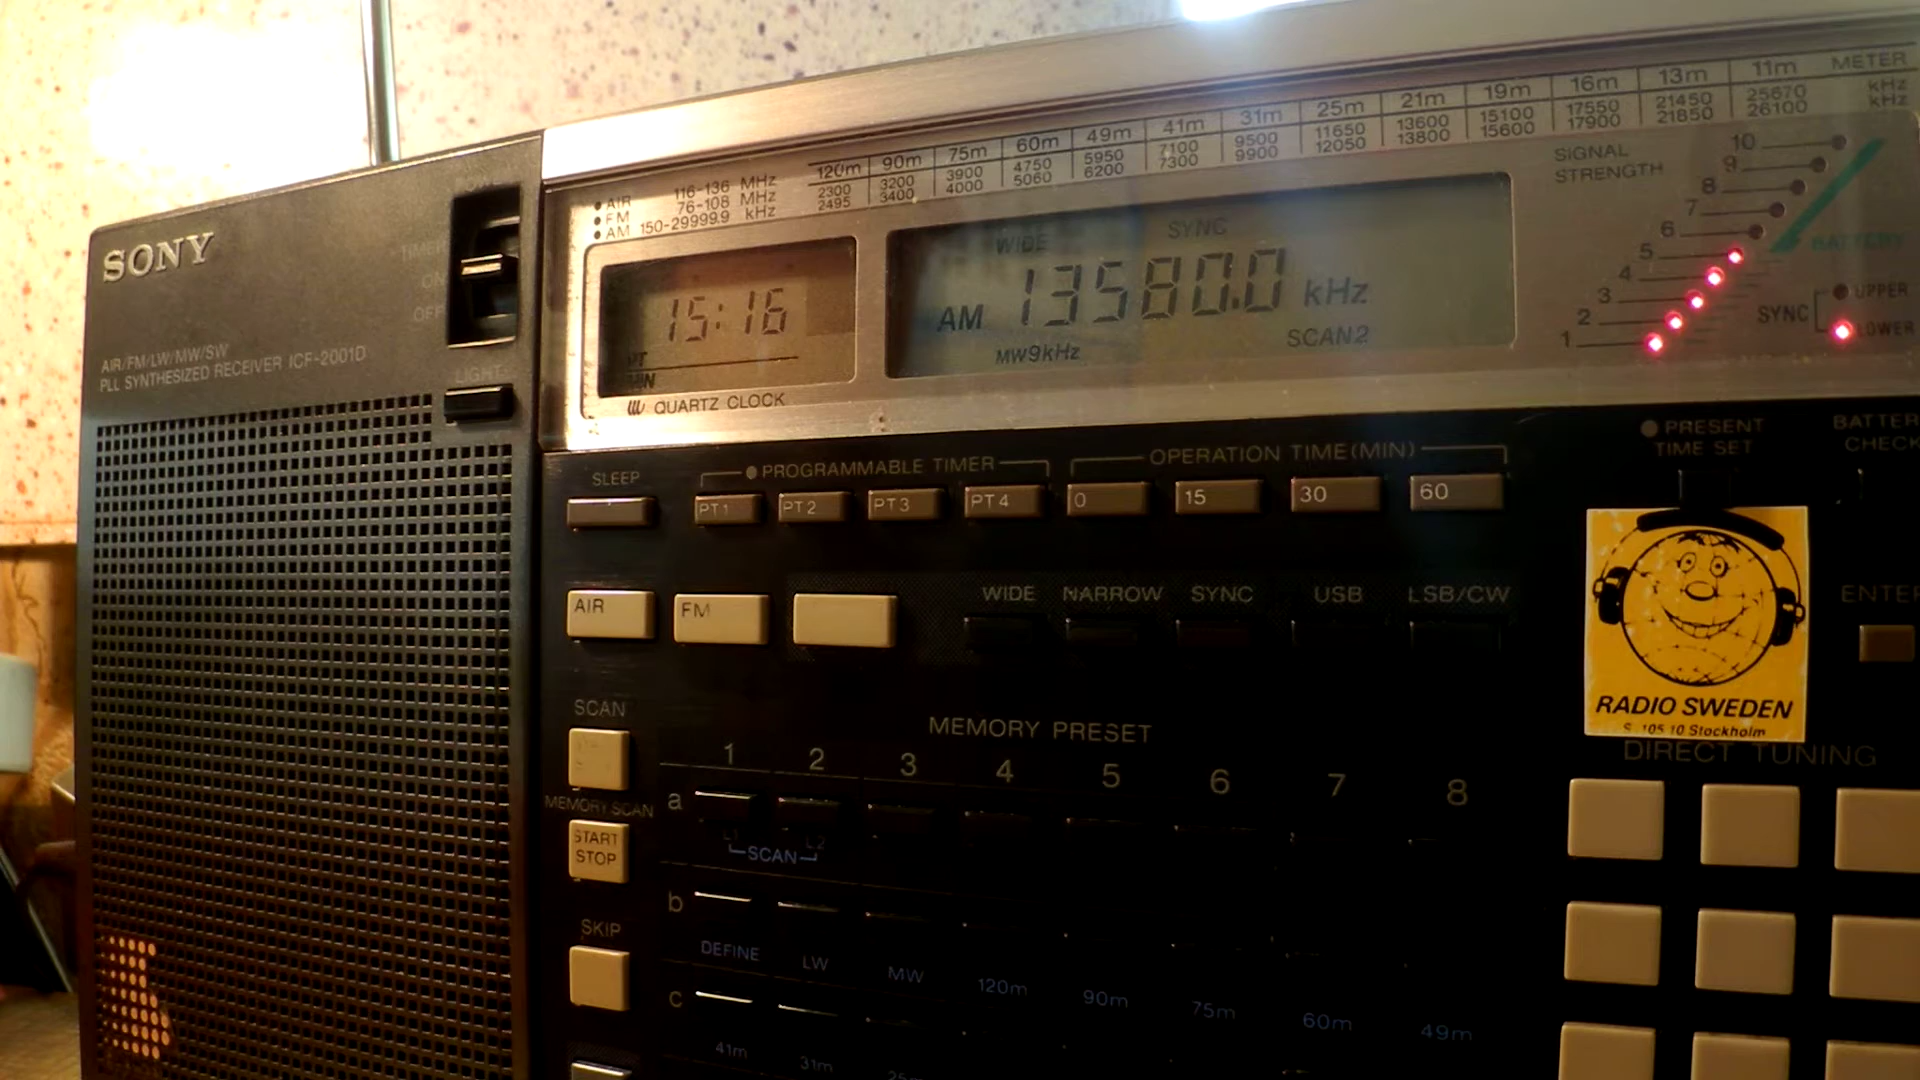 SONY
TIMER
ON
OFF
AIR/FM/LW/MW/SW
PLL SYNTHESIZED RECEIVER ICF-2001D
LIGHT
AIR 116-136 MHz
FM 76-108 MHz
AM 150-29999.9 kHz
120m 90m 75m 60m 49m 41m 31m 25m 21m 19m 16m 13m 11m METER
2300 3200 3900 4750 5950 7100 9500 11650 13600 15100 17550 21450 25670 kHz
2495 3400 4000 5060 6200 7300 9900 12050 13800 15600 17900 21850 26100 kHz
15:16
QUARTZ CLOCK
WIDE SYNC
AM 13580.0 kHz
MW9kHz SCAN2
SIGNAL
STRENGTH
10
9
8
7
6
5
4
3
2
1
BATTERY
SYNC
UPPER
LOWER
SLEEP
PROGRAMMABLE TIMER
OPERATION TIME(MIN)
PT1 PT2 PT3 PT4 0 15 30 60
PRESENT
TIME SET
CHECK
AIR FM
WIDE NARROW SYNC USB LSB/CW
ENTER
RADIO SWEDEN
S-105 10 Stockholm
DIRECT TUNING
SCAN
MEMORY SCAN
START
STOP
SKIP
MEMORY PRESET
1 2 3 4 5 6 7 8
a
L1 L2
SCAN
b
DEFINE LW MW 120m 90m 75m 60m 49m
c
41m 31m